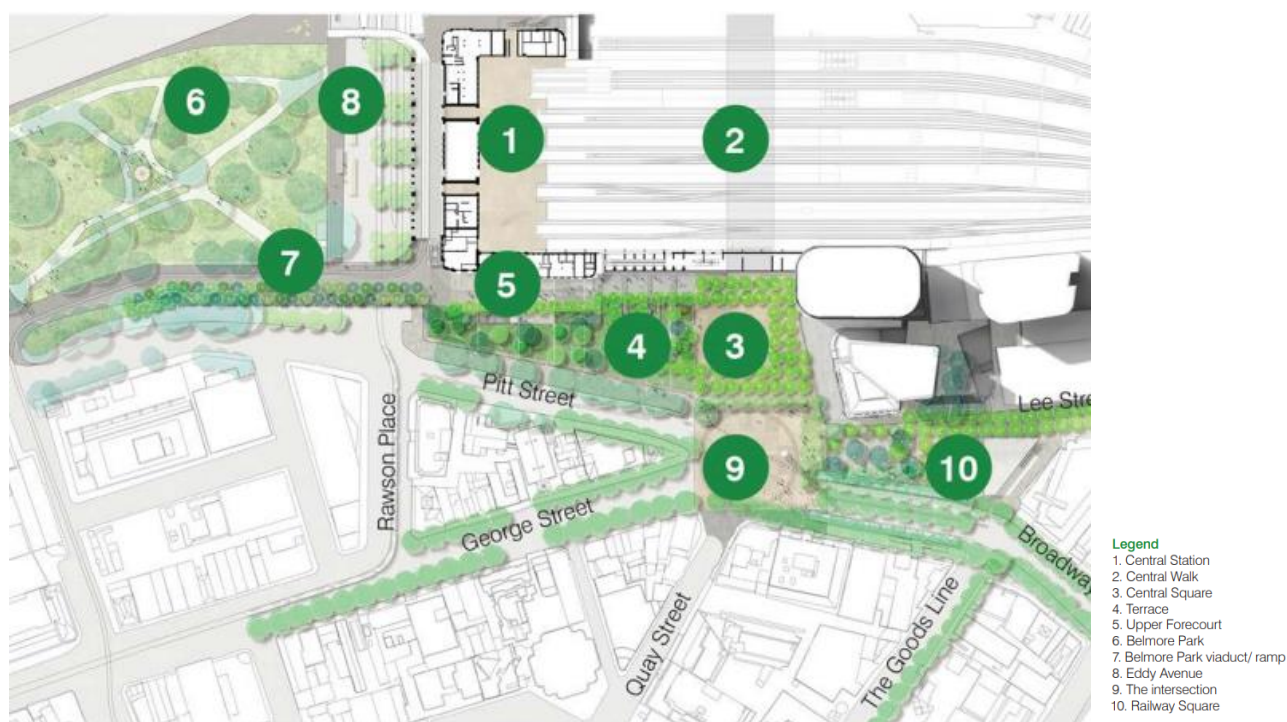 6
8
1
2
7
5
4
3
Pitt Street
Lee Stre
Rawson Place
9
10
George Street
Broadway
Quay Street
The Goods Line
Legend
1. Central Station
2. Central Walk
3. Central Square
4. Terrace
5. Upper Forecourt
6. Belmore Park
7. Belmore Park viaduct/ ramp
8. Eddy Avenue
9. The intersection
10. Railway Square